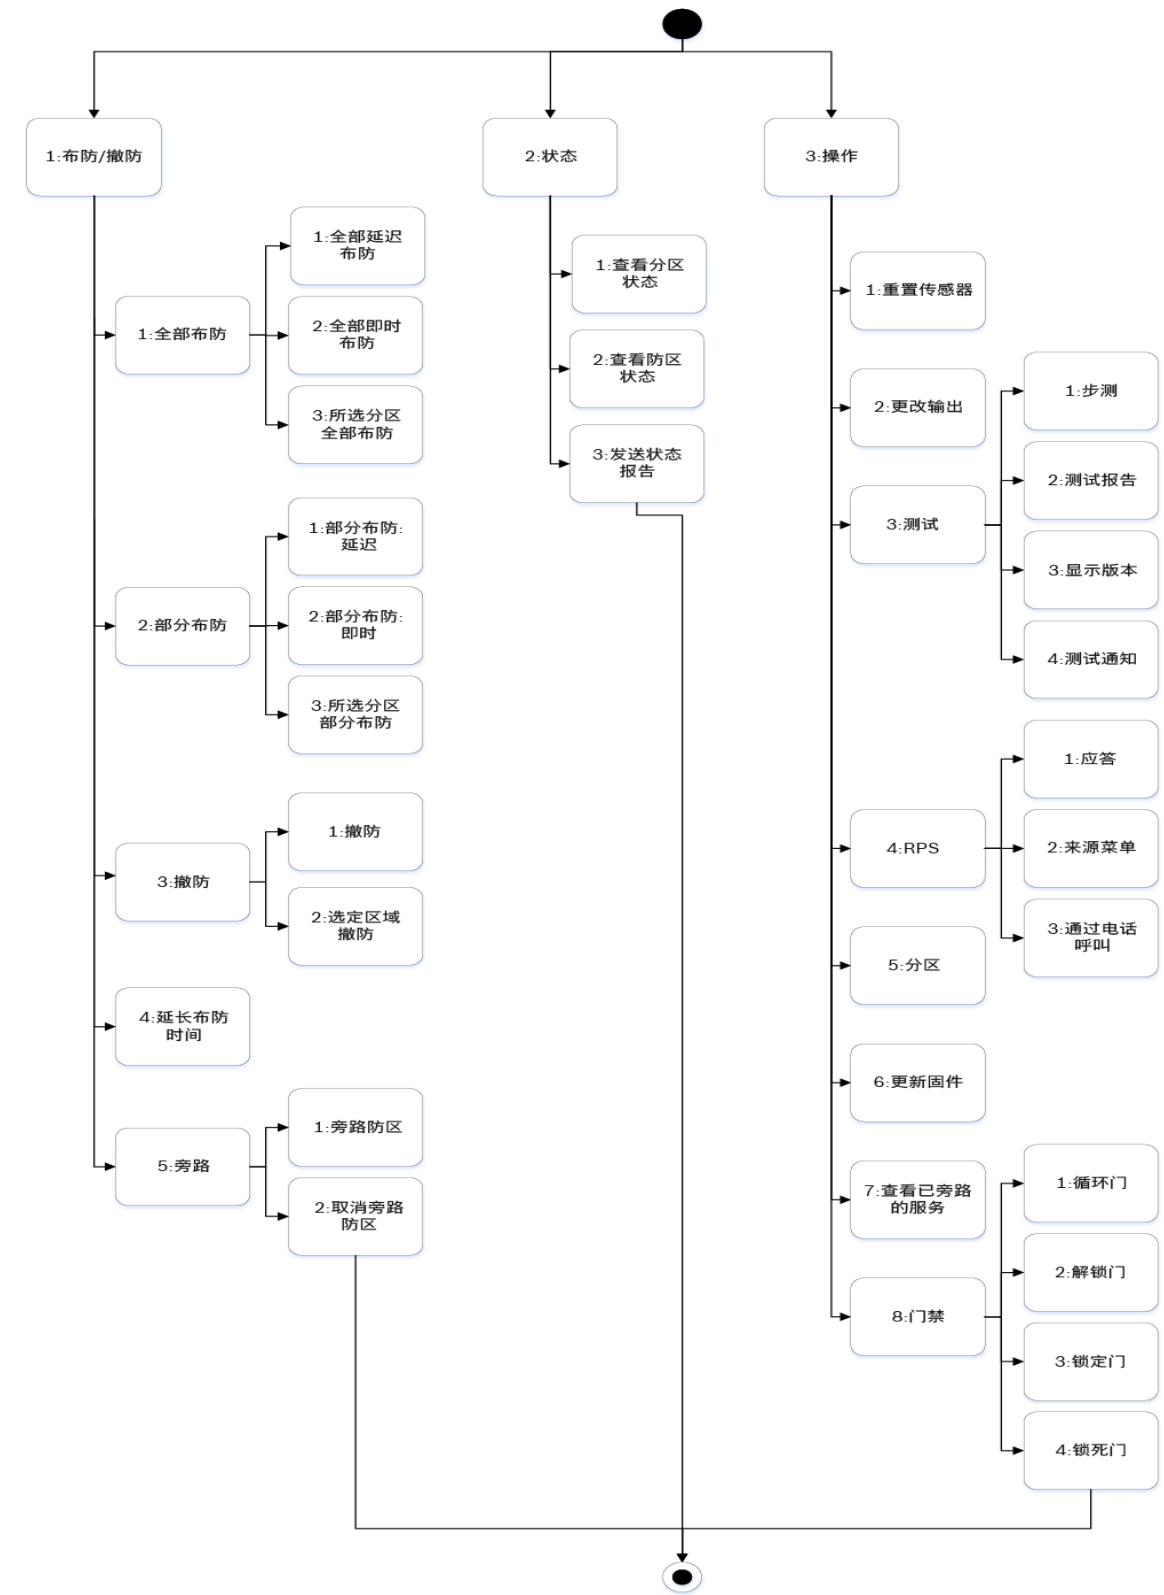 1:布防/撤防
2:状态
3:操作
1:全部布防
1:全部延迟
布防
2:全部即时
布防
3:所选分区
全部布防
2:部分布防
1:部分布防:
延迟
2:部分布防:
即时
3:所选分区
部分布防
3:撤防
1:撤防
2:选定区域
撤防
4:延长布防
时间
5:旁路
1:旁路防区
2:取消旁路
防区
1:查看分区
状态
2:查看防区
状态
3:发送状态
报告
1:重置传感器
2:更改输出
3:测试
1:步测
2:测试报告
3:显示版本
4:测试通知
4:RPS
1:应答
2:来源菜单
3:通过电话
呼叫
5:分区
6:更新固件
7:查看已旁路
的服务
8:门禁
1:循环门
2:解锁门
3:锁定门
4:锁死门